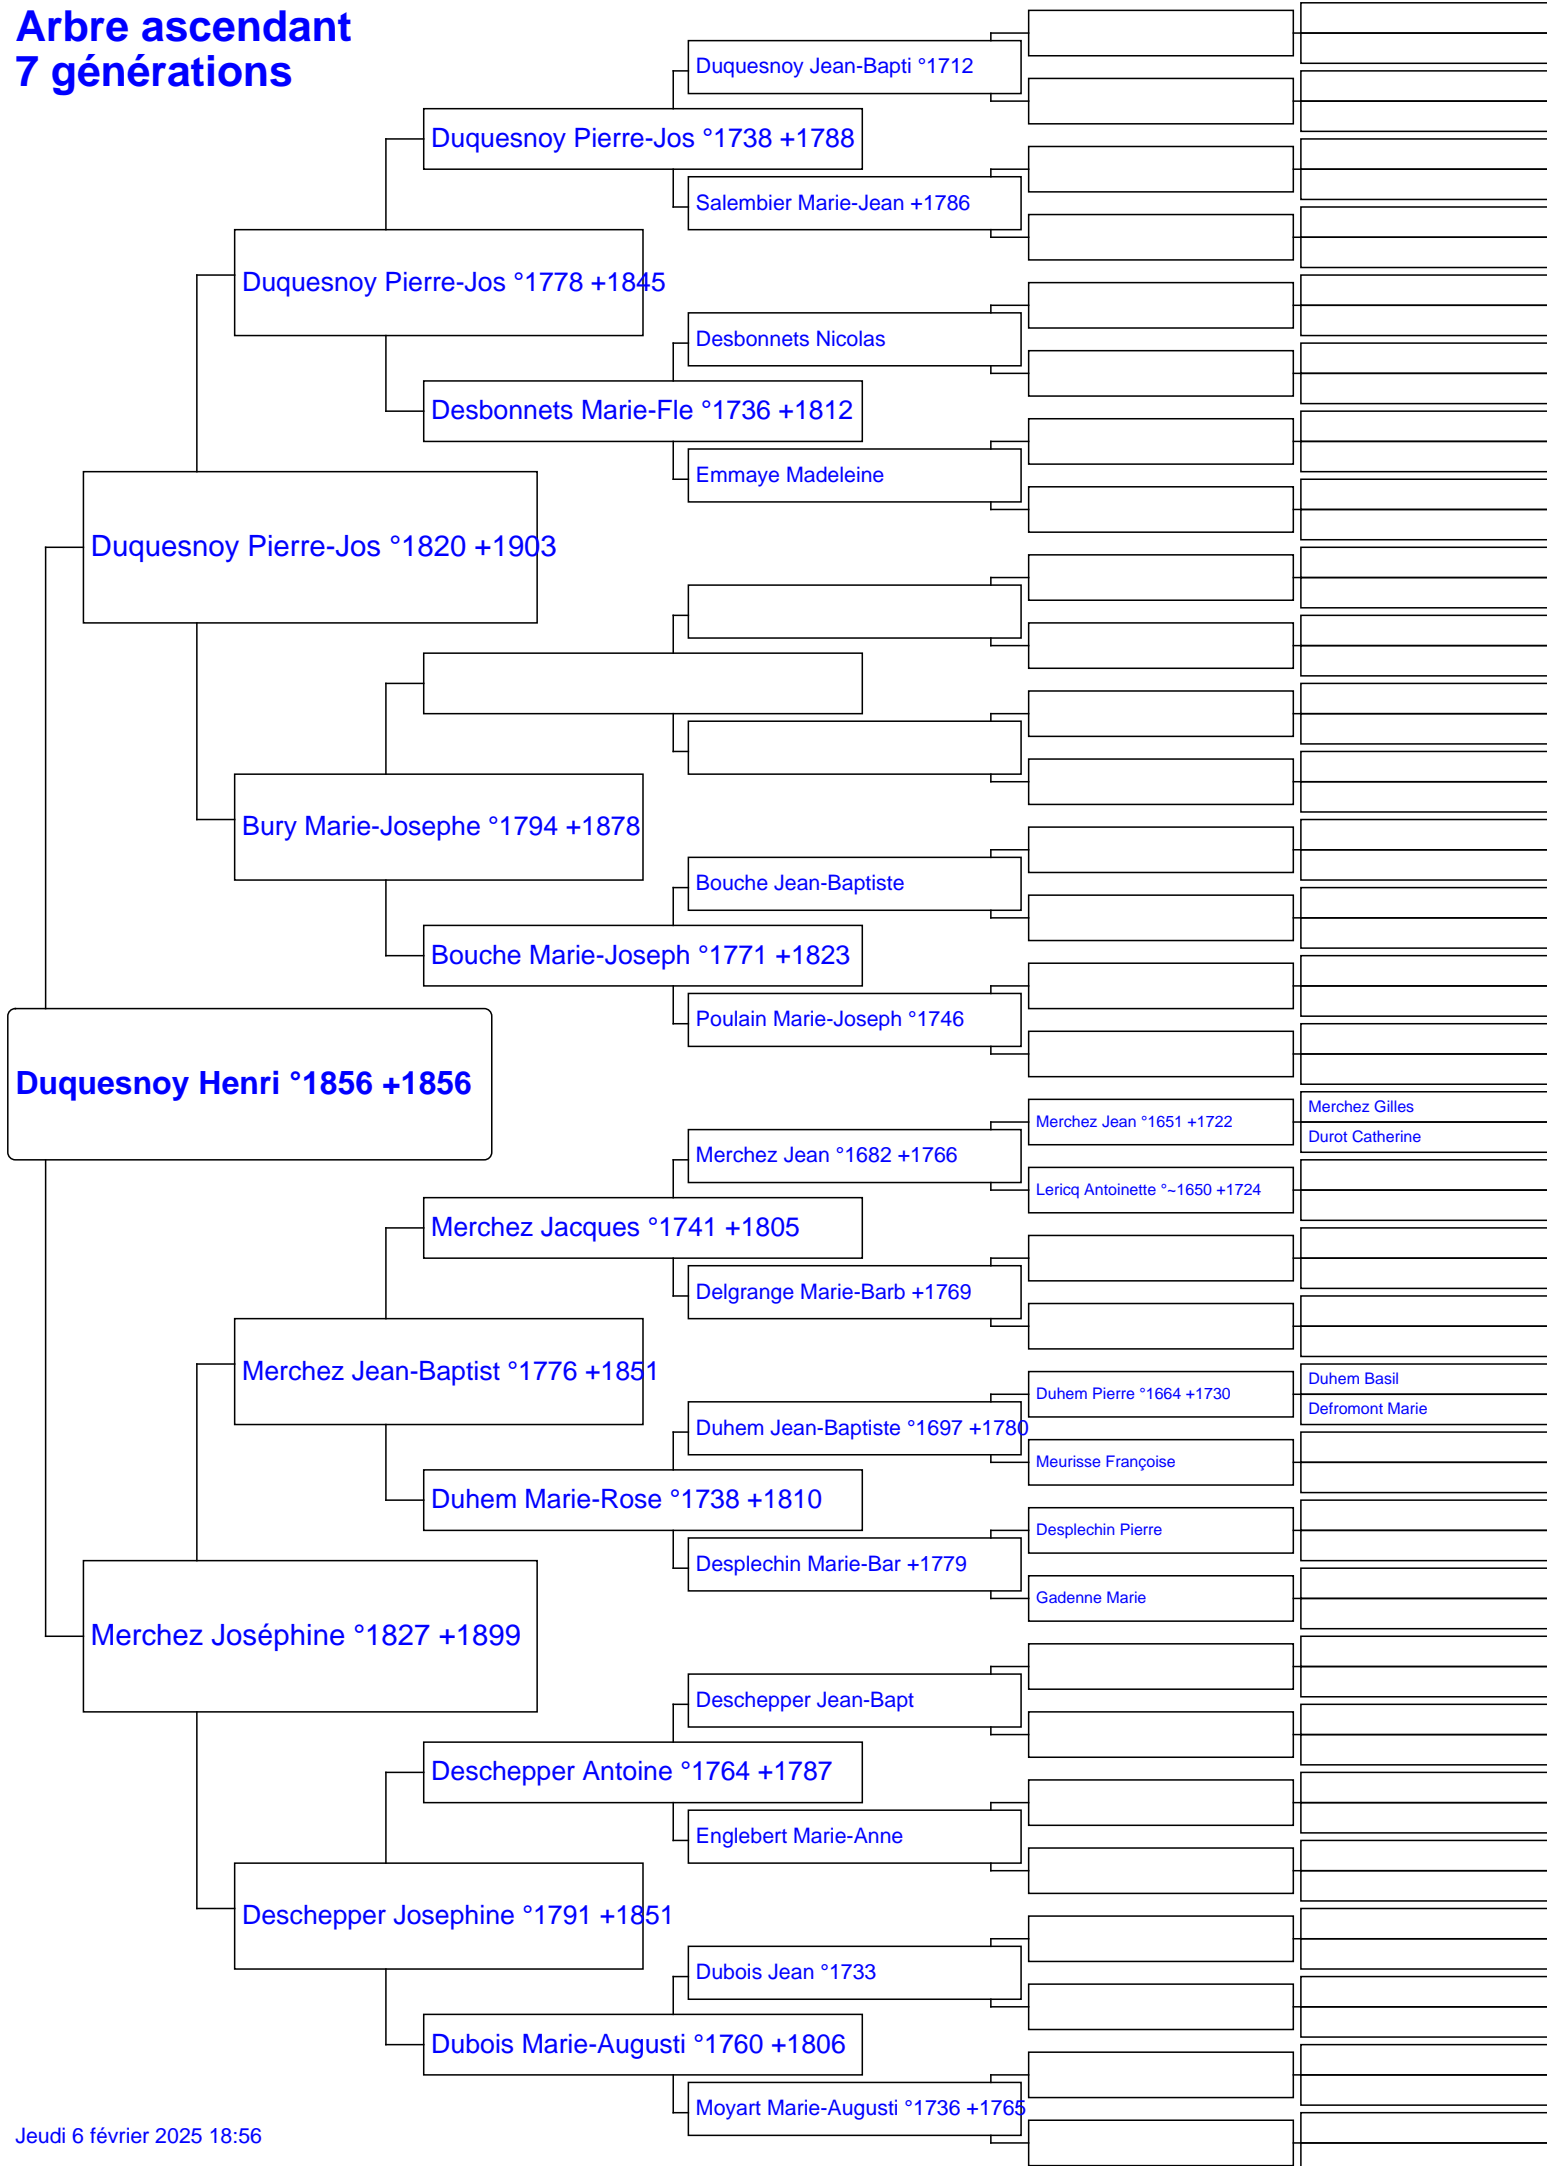 Arbre ascendant
7 générations
Duquesnoy Jean-Bapti °1712
Duquesnoy Pierre-Jos °1738 +1788
Salembier Marie-Jean +1786
Duquesnoy Pierre-Jos °1778 +1845
Desbonnets Nicolas
Desbonnets Marie-Fle °1736 +1812
Emmaye Madeleine
Duquesnoy Pierre-Jos °1820 +1903
Bury Marie-Josephe °1794 +1878
Bouche Jean-Baptiste
Bouche Marie-Joseph °1771 +1823
Poulain Marie-Joseph °1746
Duquesnoy Henri °1856 +1856
Merchez Gilles
Merchez Jean °1651 +1722
Durot Catherine
Merchez Jean °1682 +1766
Lericq Antoinette °~1650 +1724
Merchez Jacques °1741 +1805
Delgrange Marie-Barb +1769
Merchez Jean-Baptist °1776 +1851
Duhem Basil
Duhem Pierre °1664 +1730
Defromont Marie
Duhem Jean-Baptiste °1697 +1780
Meurisse Françoise
Duhem Marie-Rose °1738 +1810
Desplechin Pierre
Desplechin Marie-Bar +1779
Gadenne Marie
Merchez Joséphine °1827 +1899
Deschepper Jean-Bapt
Deschepper Antoine °1764 +1787
Englebert Marie-Anne
Deschepper Josephine °1791 +1851
Dubois Jean °1733
Dubois Marie-Augusti °1760 +1806
Moyart Marie-Augusti °1736 +1765
Jeudi 6 février 2025 18:56